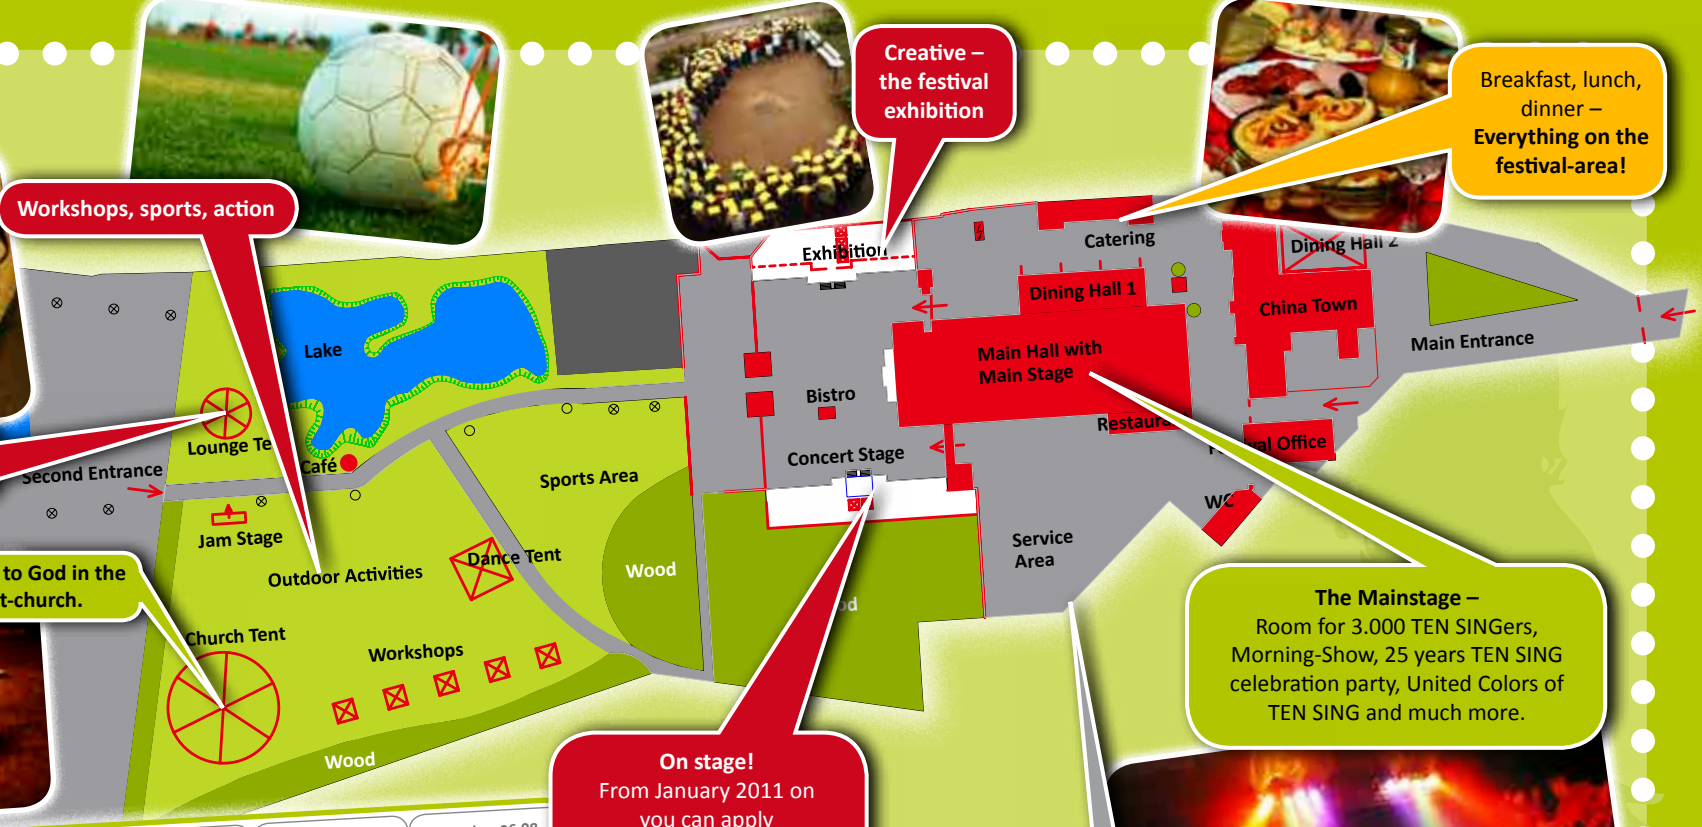 Creative –
the festival
exhibition
Breakfast, lunch,
dinner –
Everything on the
festival-area!
Workshops, sports, action
Exhibition
Catering
Dining Hall 2
Dining Hall 1
China Town
Main Entrance
Lake
Main Hall with
Main Stage
Bistro
Restaurant
Office
Lounge
Café
Second Entrance
Concert Stage
Sports Area
WC
Jam Stage
Service
Area
Dance Tent
Outdoor Activities
Wood
to God in the
t-church.
Church Tent
Workshops
Wood
The Mainstage –
Room for 3.000 TEN SINGers,
Morning-Show, 25 years TEN SING
celebration party, United Colors of
TEN SING and much more.
On stage!
From January 2011 on
you can apply